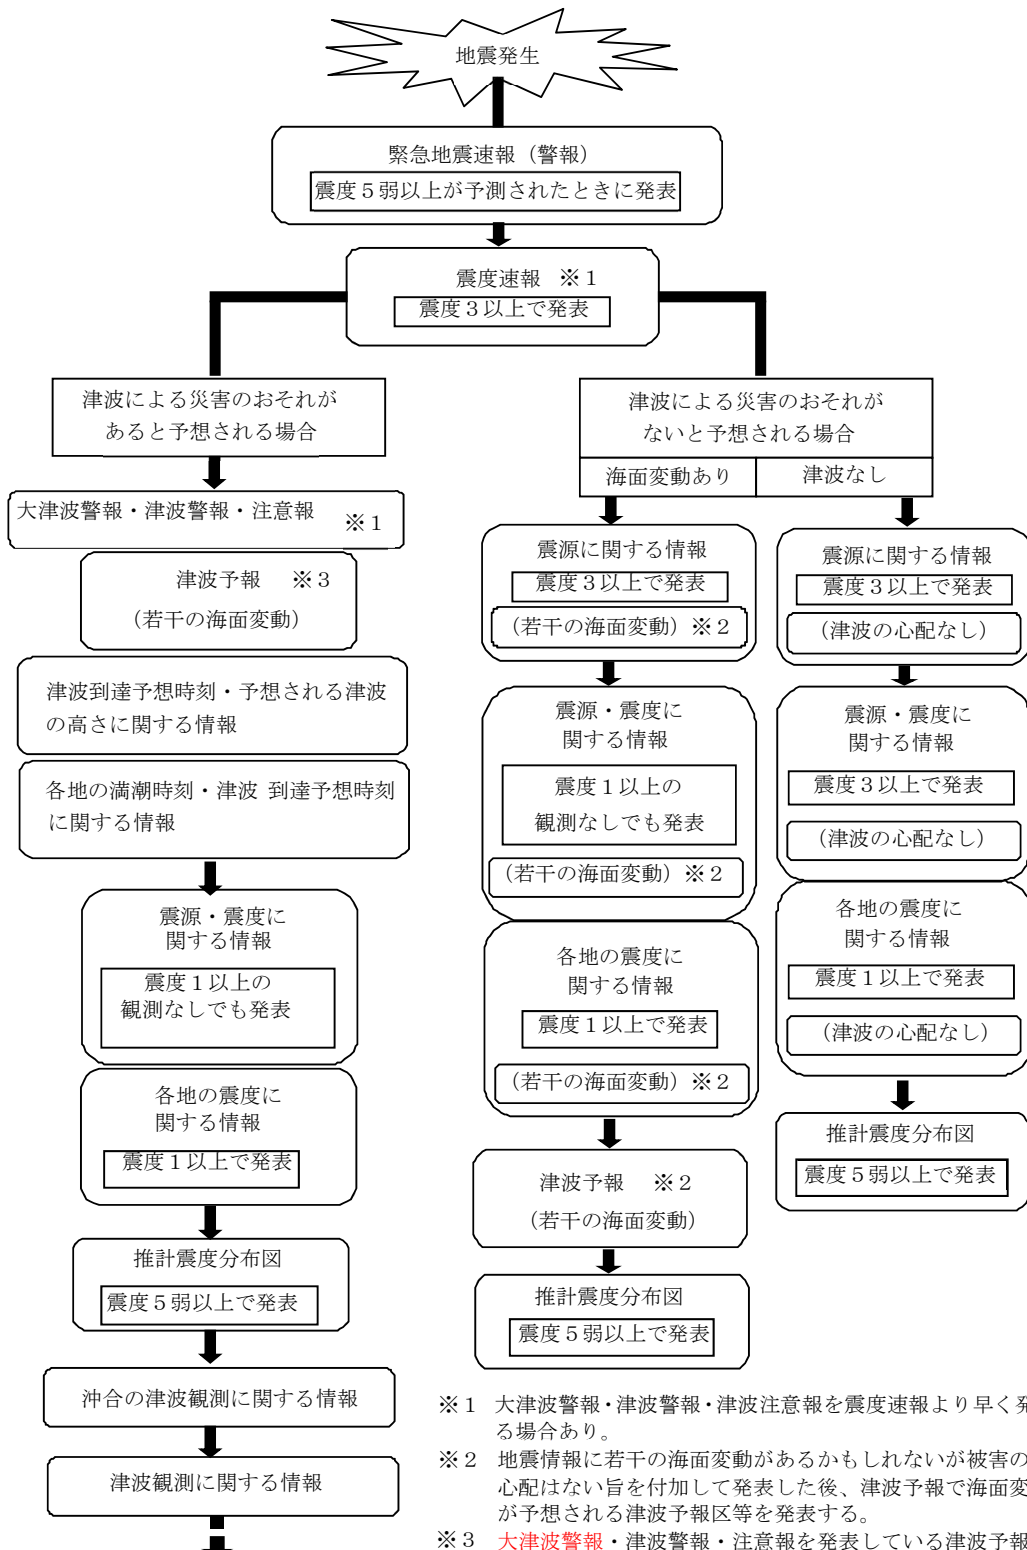 地震発生
緊急地震速報（警報）
震度５弱以上が予測されたときに発表
震度速報　※１
震度３以上で発表
津波による災害のおそれが
あると予想される場合
大津波警報・津波警報・注意報　※１
津波予報　※３
（若干の海面変動）
津波到達予想時刻・予想される津波
の高さに関する情報
各地の満潮時刻・津波 到達予想時刻
に関する情報
震源・震度に
関する情報
震度１以上の
観測なしでも発表
各地の震度に
関する情報
震度１以上で発表
推計震度分布図
震度５弱以上で発表
沖合の津波観測に関する情報
津波観測に関する情報
津波による災害のおそれが
ないと予想される場合
海面変動あり
津波なし
震源に関する情報
震度３以上で発表
（若干の海面変動）※２
震源・震度に
関する情報
震度１以上の
観測なしでも発表
（若干の海面変動）※２
各地の震度に
関する情報
震度１以上で発表
（若干の海面変動）※２
津波予報　※２
（若干の海面変動）
推計震度分布図
震度５弱以上で発表
震源に関する情報
震度３以上で発表
（津波の心配なし）
震源・震度に
関する情報
震度３以上で発表
（津波の心配なし）
各地の震度に
関する情報
震度１以上で発表
（津波の心配なし）
推計震度分布図
震度５弱以上で発表
※１　大津波警報・津波警報・津波注意報を震度速報より早く発
る場合あり。
※２　地震情報に若干の海面変動があるかもしれないが被害の
心配はない旨を付加して発表した後、津波予報で海面変
が予想される津波予報区等を発表する。
※３　大津波警報・津波警報・注意報を発表している津波予報